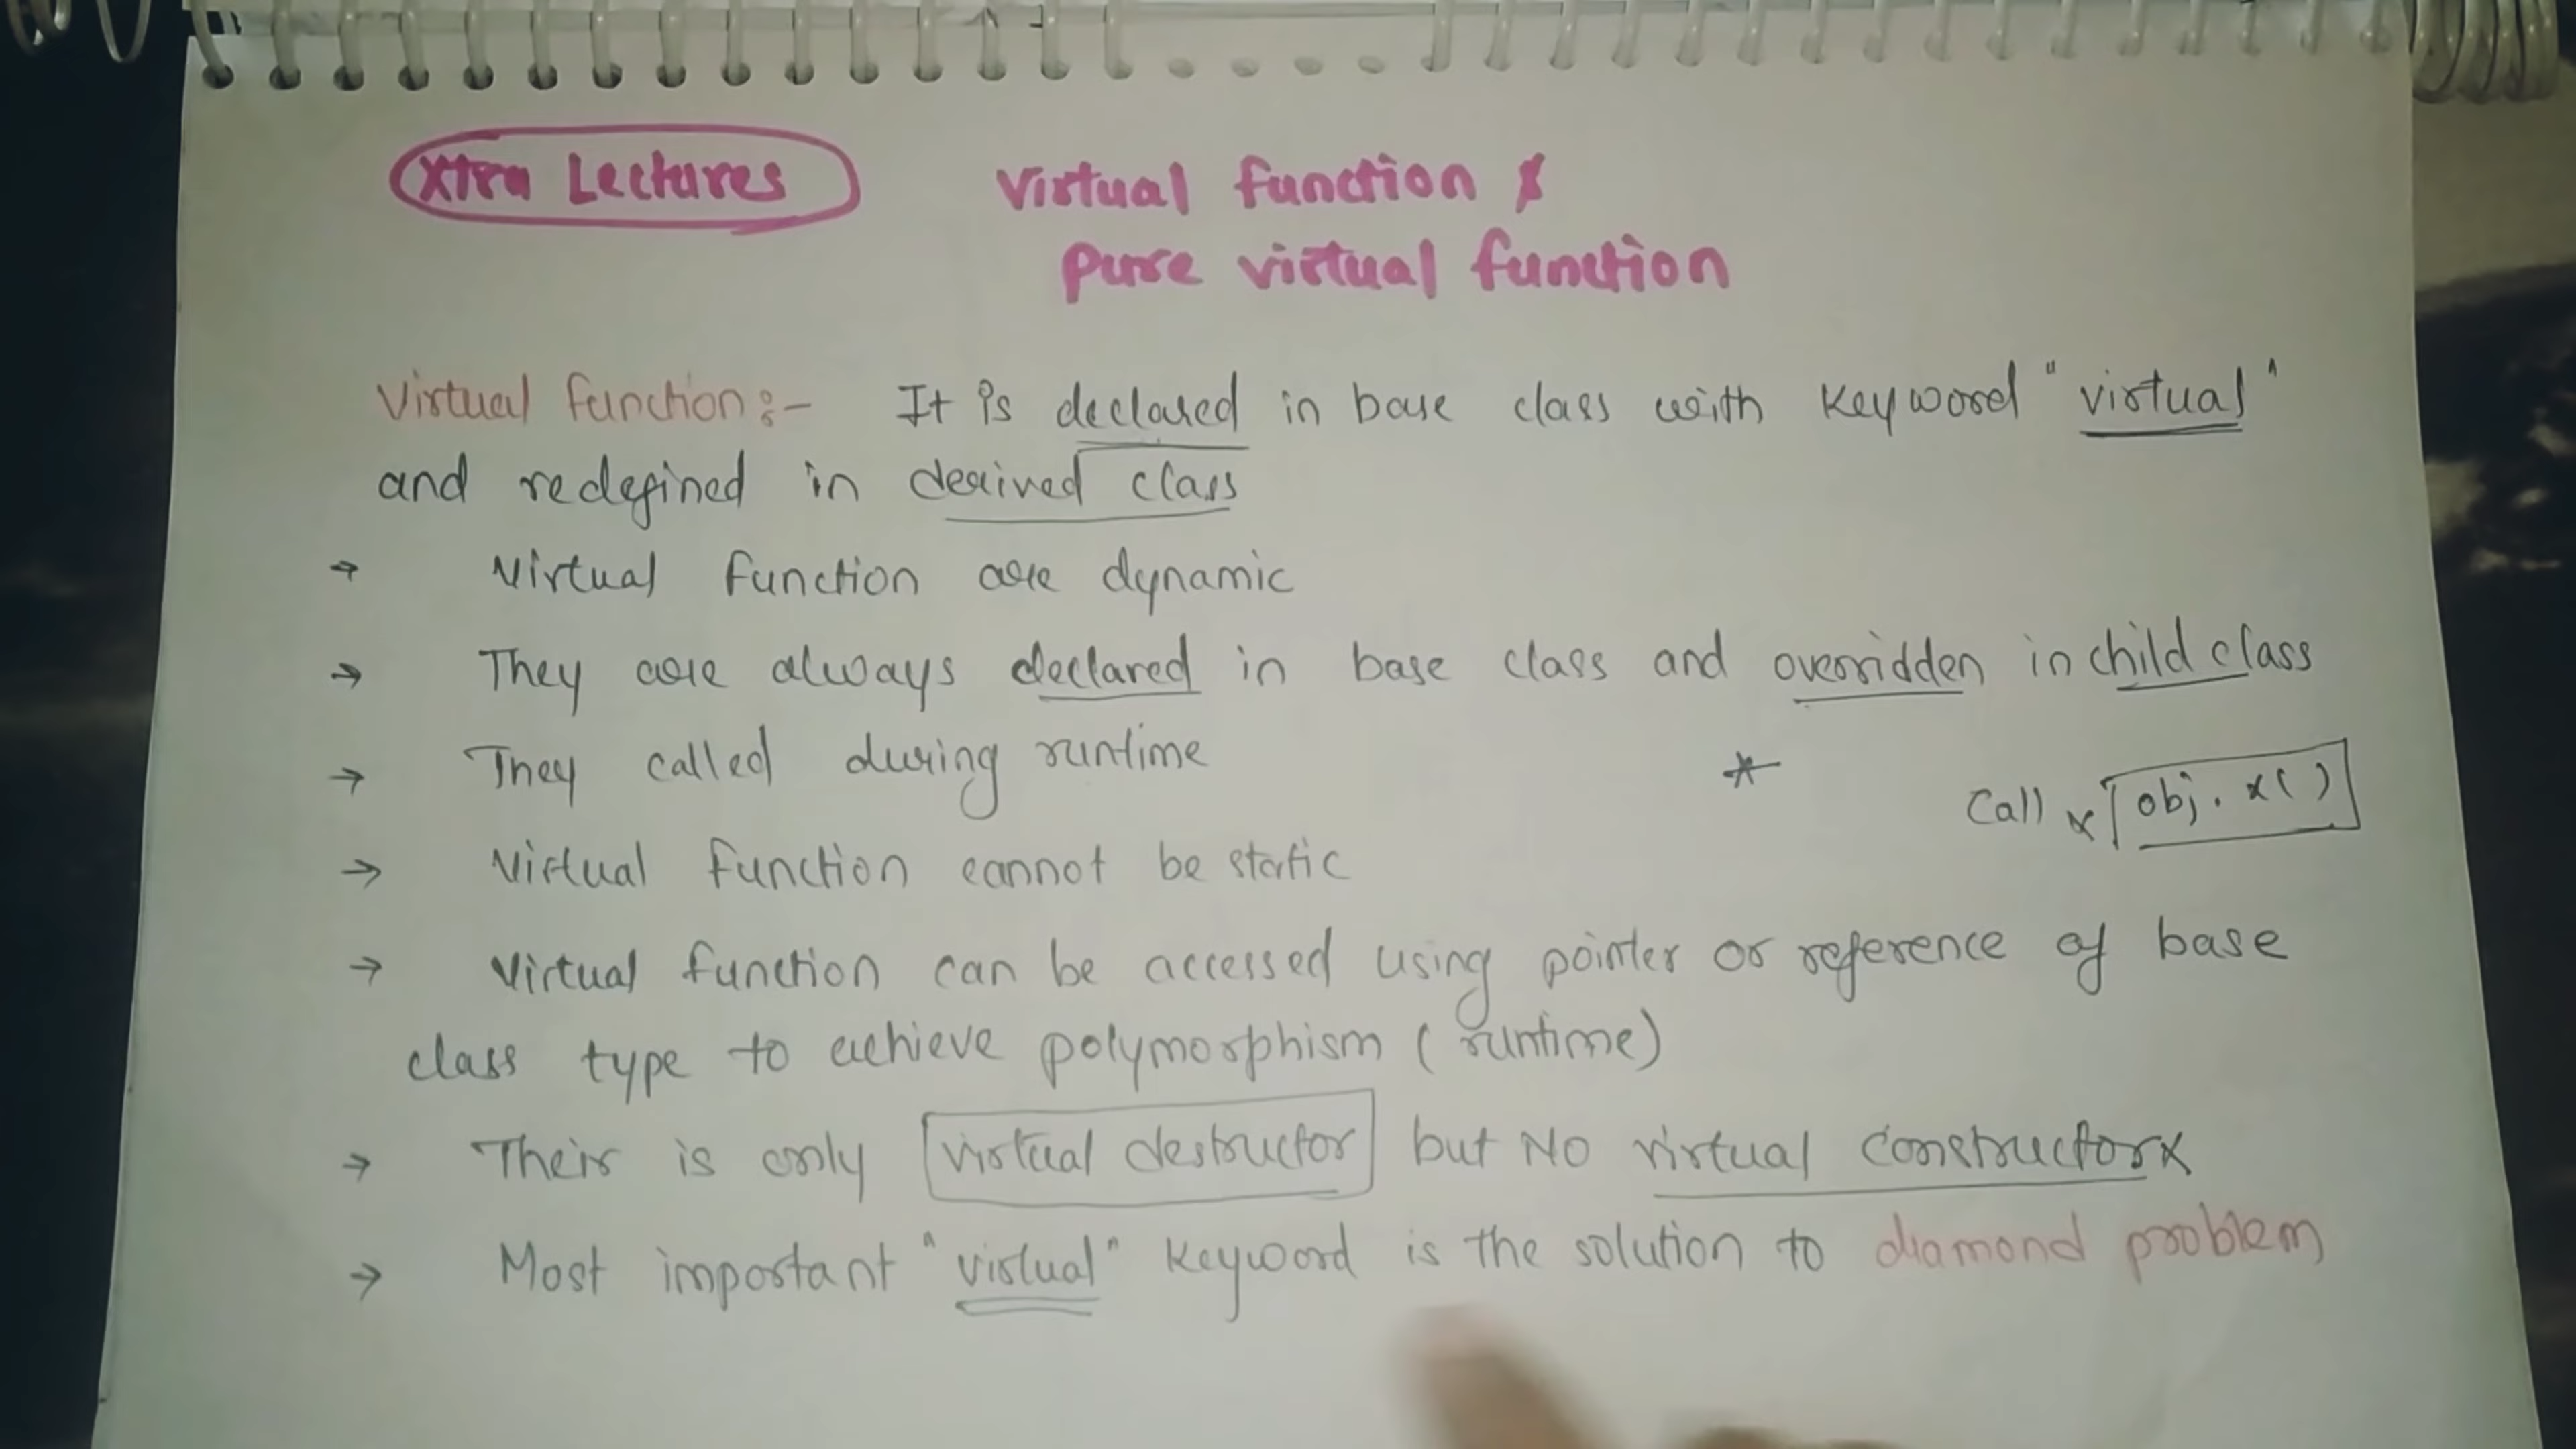 Xtra Lectures
Virtual function &
pure virtual function
Virtual function :- It is declared in base class with keyword "virtual"
and redefined in derived class
→ Virtual function are dynamic
→ They are always declared in base class and overridden in child class
→ They called during runtime
* Call x obj. x()
→ Virtual function cannot be static
→ Virtual function can be accessed using pointer or reference of base
class type to achieve polymorphism (runtime)
→ Their is only virtual destructor but NO virtual constructor x
→ Most important "virtual" keyword is the solution to diamond problem